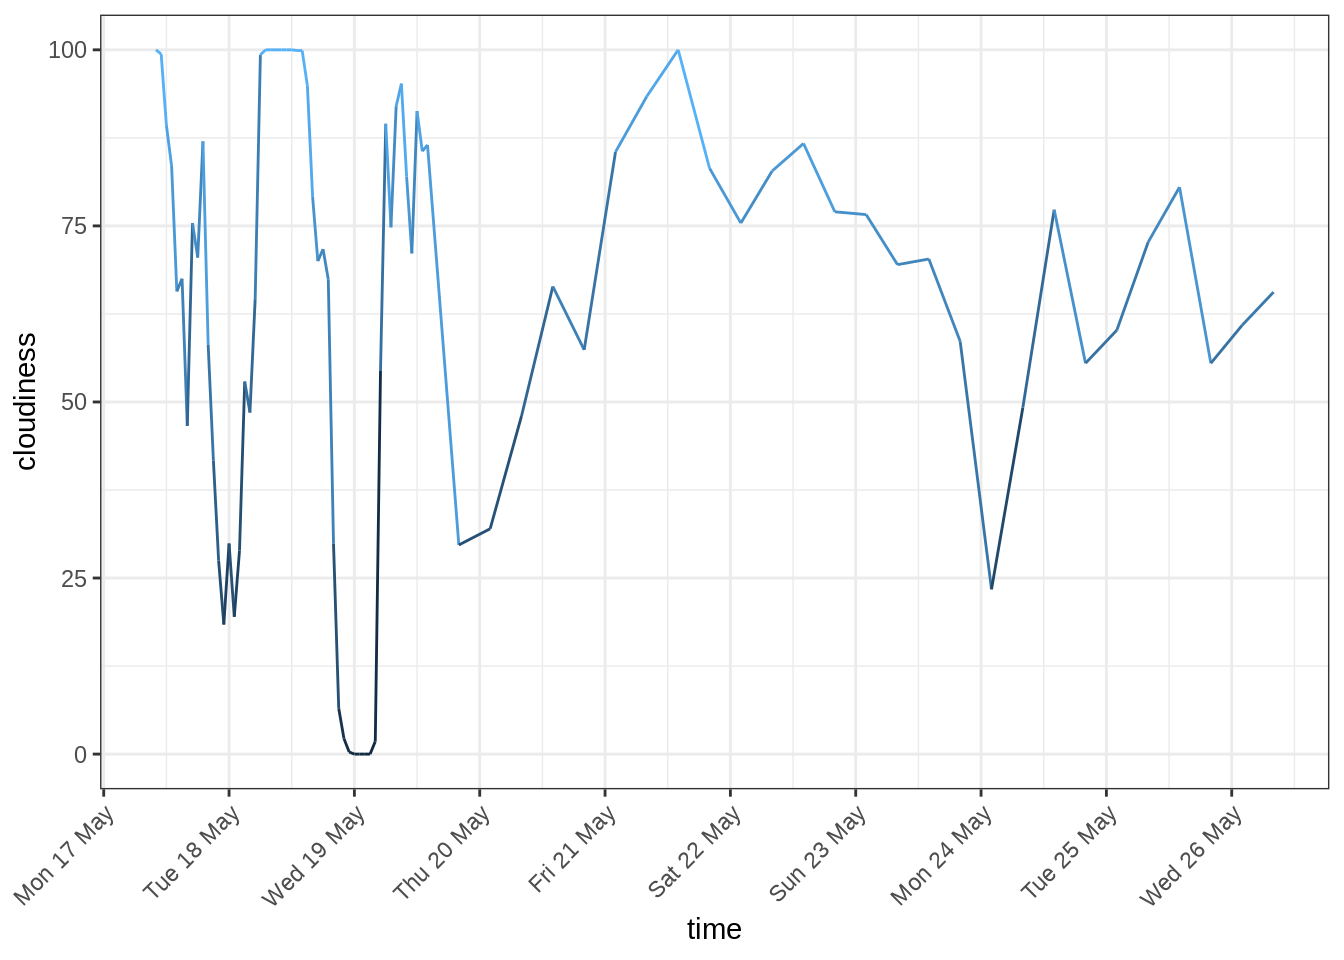 cloudiness
100
75
50
25
0
Mon 17 May
Tue 18 May
Wed 19 May
Thu 20 May
Fri 21 May
Sat 22 May
Sun 23 May
Mon 24 May
Tue 25 May
Wed 26 May
time